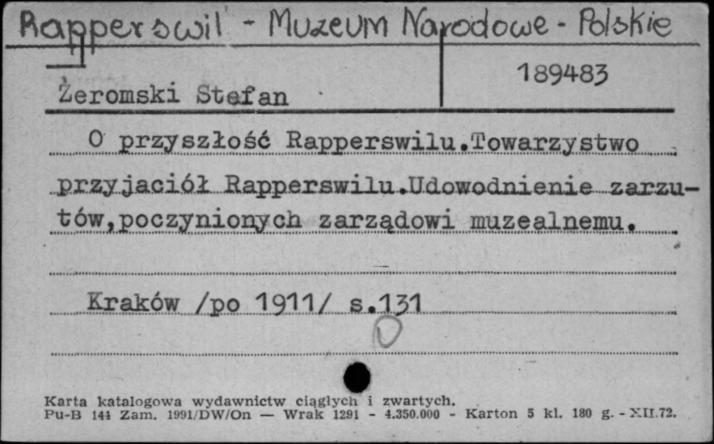 Rapperswil - Muzeum Narodowe - Polskie
189483
Żeromski Stefan
O przyszłość Rapperswilu.Towarzystwo
przyjaciół Rapperswilu.Udowodnienie zarzu-
tów,poczynionych zarządowi muzealnemu.
Kraków /po 1911/ s.131
Karta katalogowa wydawnictw ciągłych i zwartych.
Pu-B 144 Zam. 1991/DW/On — Wrak 1291 - 4.350.000 - Karton 5 kl. 180 g. - XII.72.